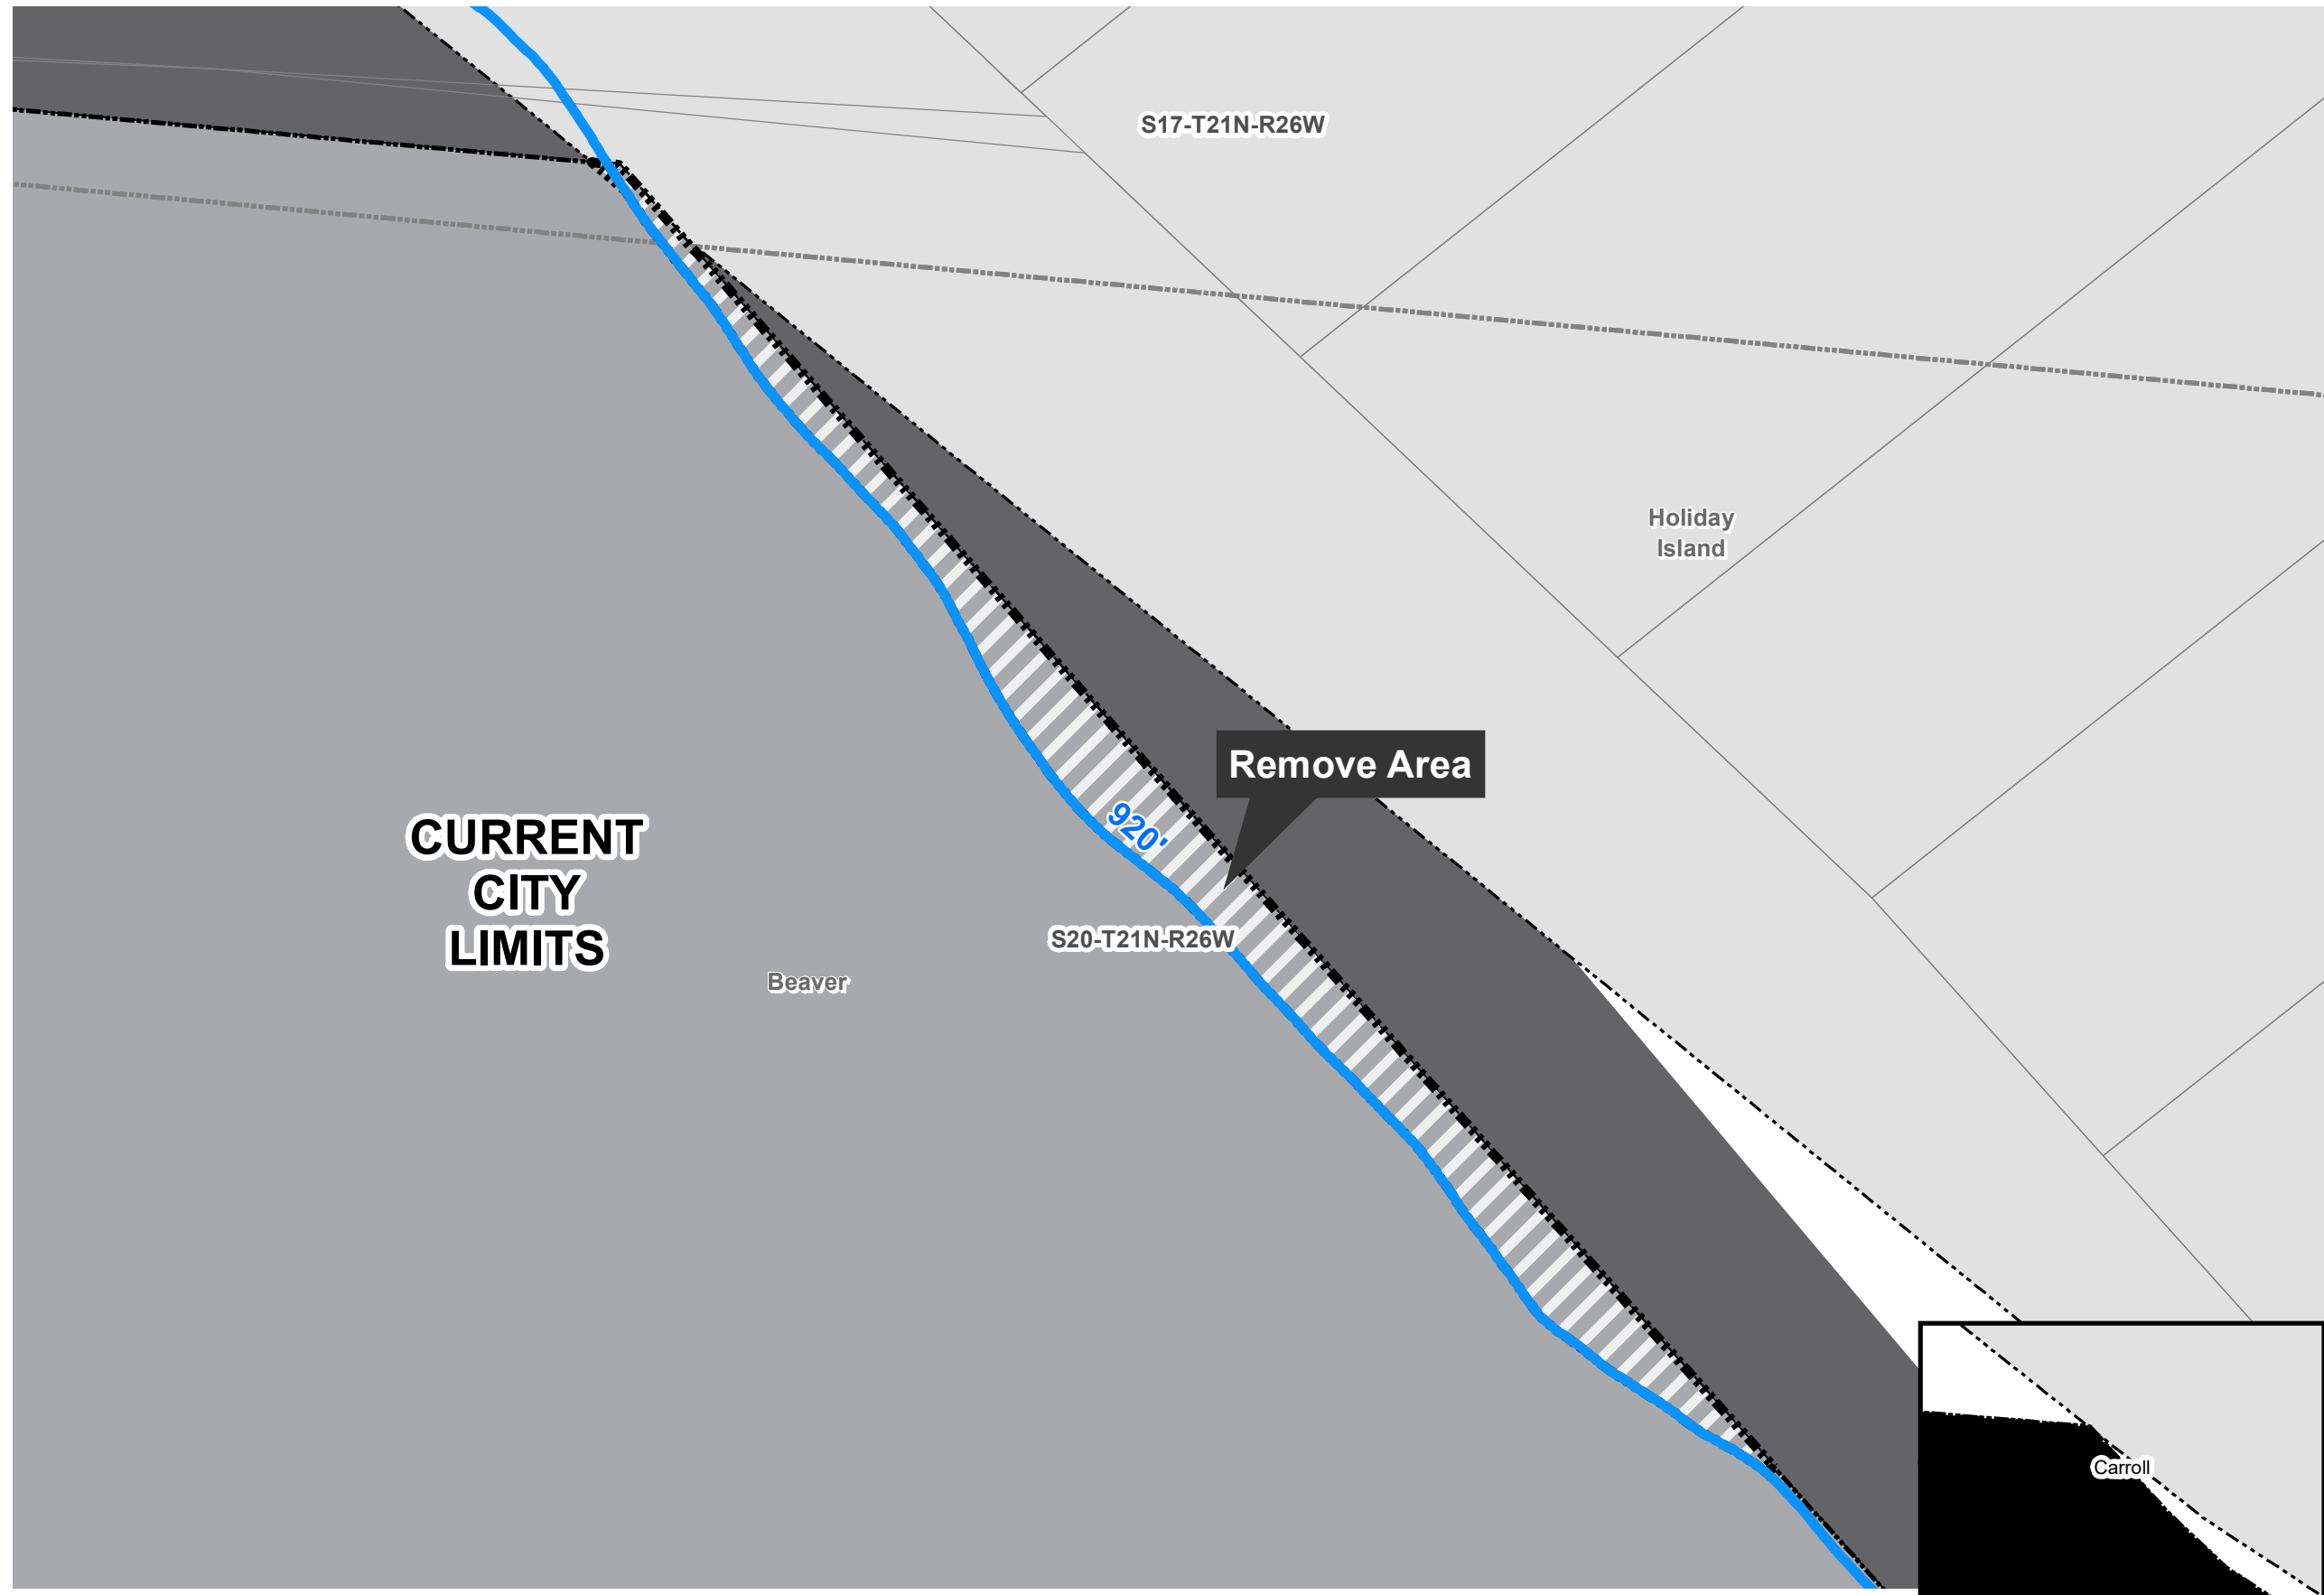 S17-T21N-R26W
Holiday
Island
Remove Area
920'
CURRENT
CITY
LIMITS
S20-T21N-R26W
Beaver
Carroll